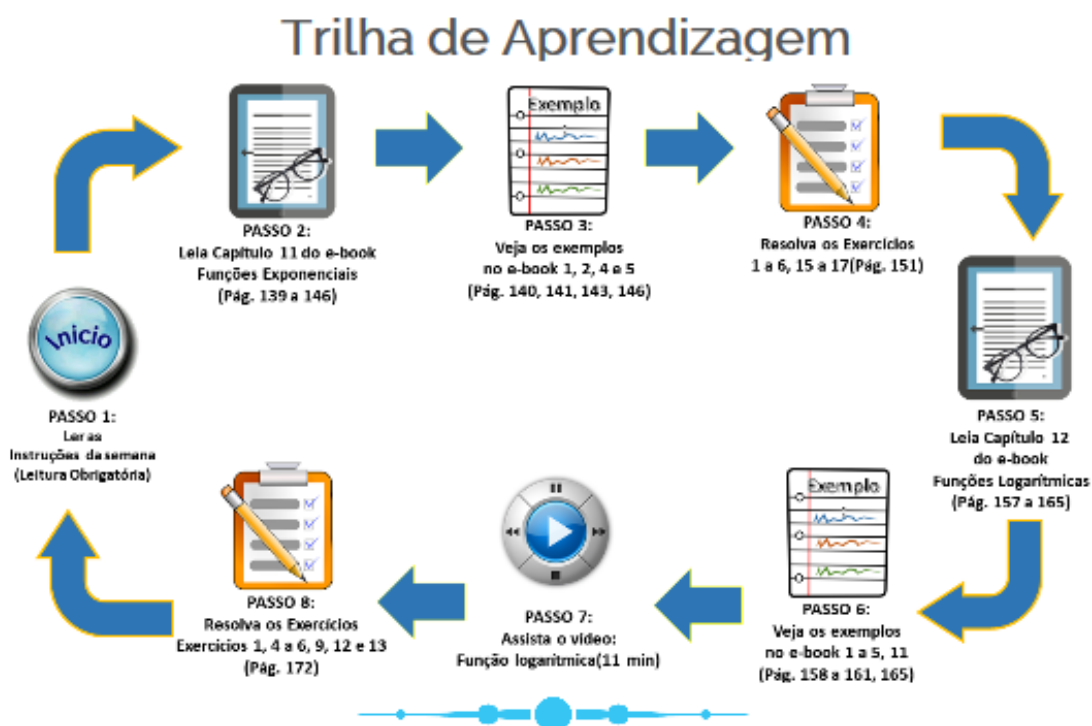 Trilha de Aprendizagem
Inicio
PASSO 1:
Ler as
Instruções da semana
(Leitura Obrigatória)
PASSO 2:
Leia Capítulo 11 do e-book
Funções Exponenciais
(Pág. 139 a 146)
Exemplo
PASSO 3:
Veja os exemplos
no e-book 1, 2, 4 e 5
(Pág. 140, 141, 143, 146)
PASSO 4:
Resolva os Exercícios
1 a 6, 15 a 17(Pág. 151)
PASSO 5:
Leia Capítulo 12
do e-book
Funções Logarítmicas
(Pág. 157 a 165)
Exemplo
PASSO 6:
Veja os exemplos
no e-book 1 a 5, 11
(Pág. 158 a 161, 165)
PASSO 7:
Assista o vídeo:
Função logarítmica(11 min)
PASSO 8:
Resolva os Exercícios
Exercicios 1, 4 a 6, 9, 12 e 13
(Pág. 172)